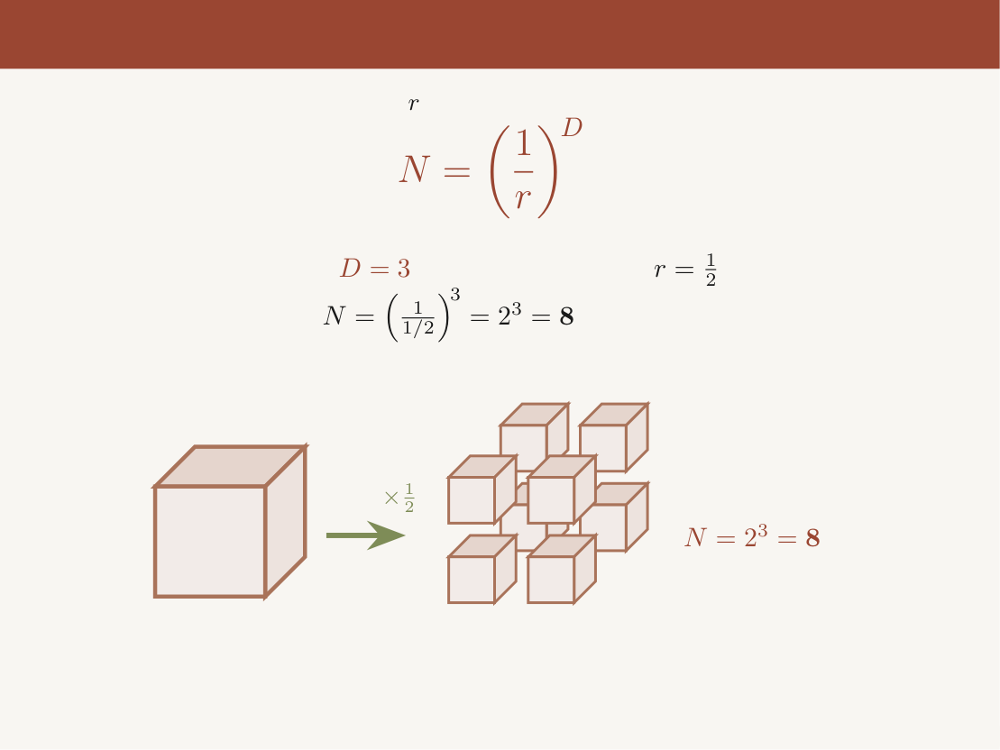 r
N = (1/r)^D
D = 3 r = 1/2
N = (1/(1/2))^3 = 2^3 = 8
×1/2
N = 2^3 = 8